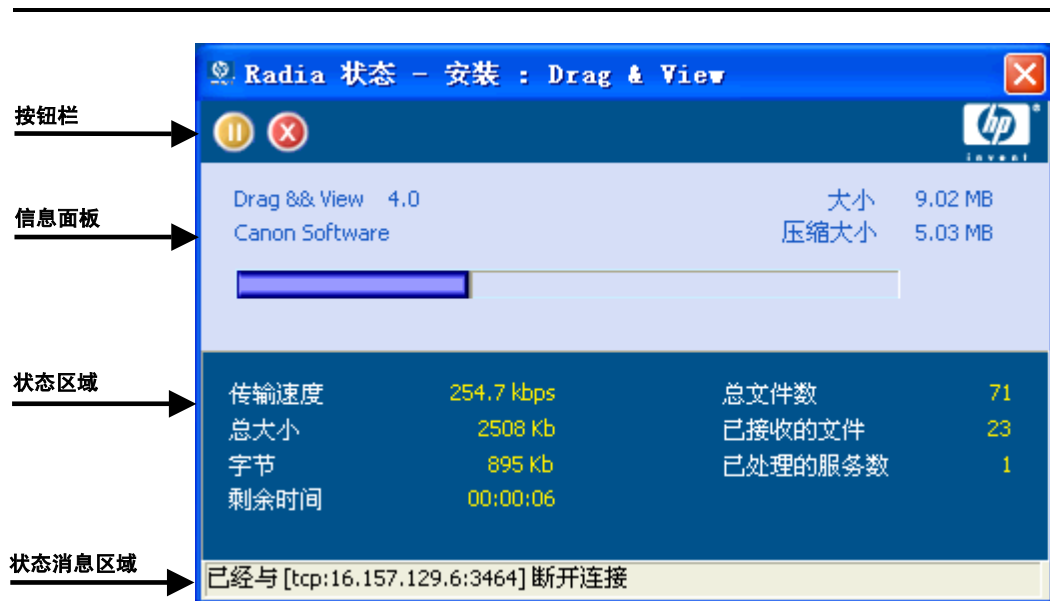 Radia 状态 - 安装 : Drag & View
按钮栏
hp
invent
信息面板
Drag && View 4.0 大小 9.02 MB
Canon Software 压缩大小 5.03 MB
状态区域
传输速度 254.7 kbps 总文件数 71
总大小 2508 Kb 已接收的文件 23
字节 895 Kb 已处理的服务数 1
剩余时间 00:00:06
状态消息区域
已经与 [tcp:16.157.129.6:3464] 断开连接